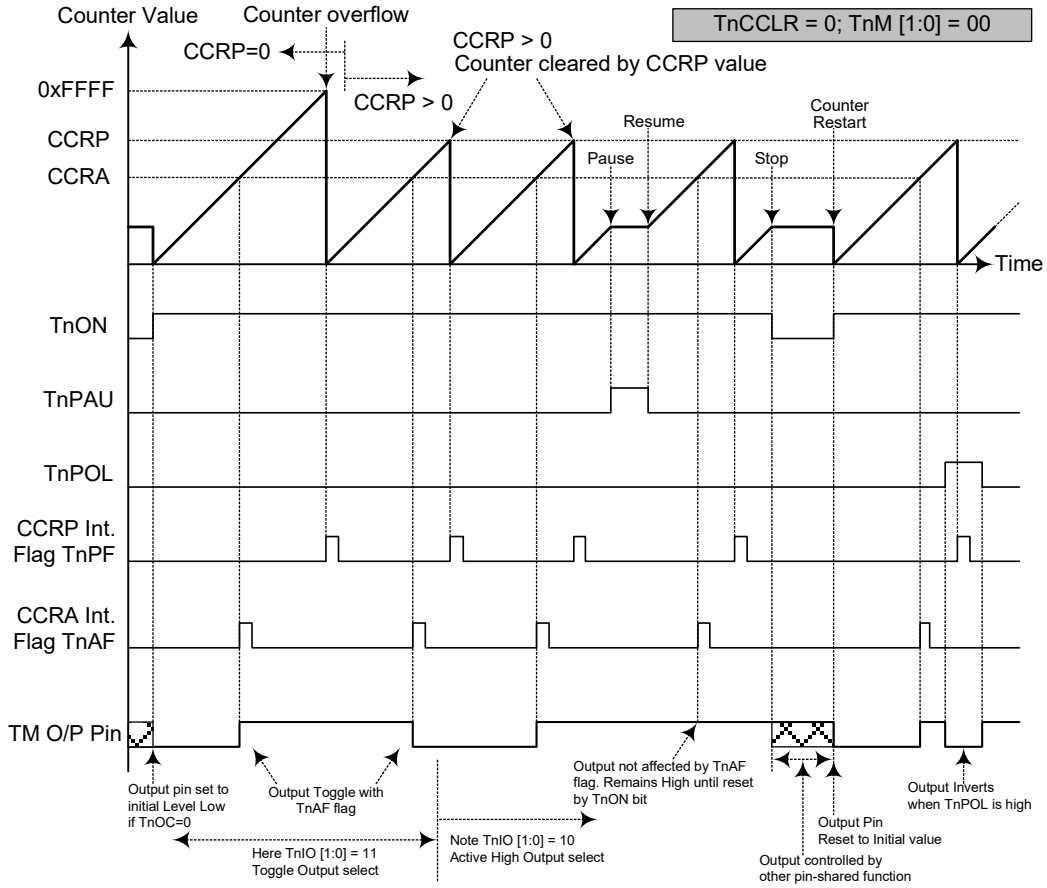 Counter Value
Counter overflow
TnCCLR = 0; TnM [1:0] = 00
CCRP=0
CCRP > 0
CCRP > 0
Counter cleared by CCRP value
0xFFFF
CCRP
CCRA
Pause
Resume
Stop
Counter
Restart
Time
TnON
TnPAU
TnPOL
CCRP Int.
Flag TnPF
CCRA Int.
Flag TnAF
TM O/P Pin
Output pin set to
initial Level Low
if TnOC=0
Output Toggle with
TnAF flag
Output not affected by TnAF
flag. Remains High until reset
by TnON bit
Output Inverts
when TnPOL is high
Output Pin
Reset to Initial value
Here TnIO [1:0] = 11
Toggle Output select
Note TnIO [1:0] = 10
Active High Output select
Output controlled by
other pin-shared function